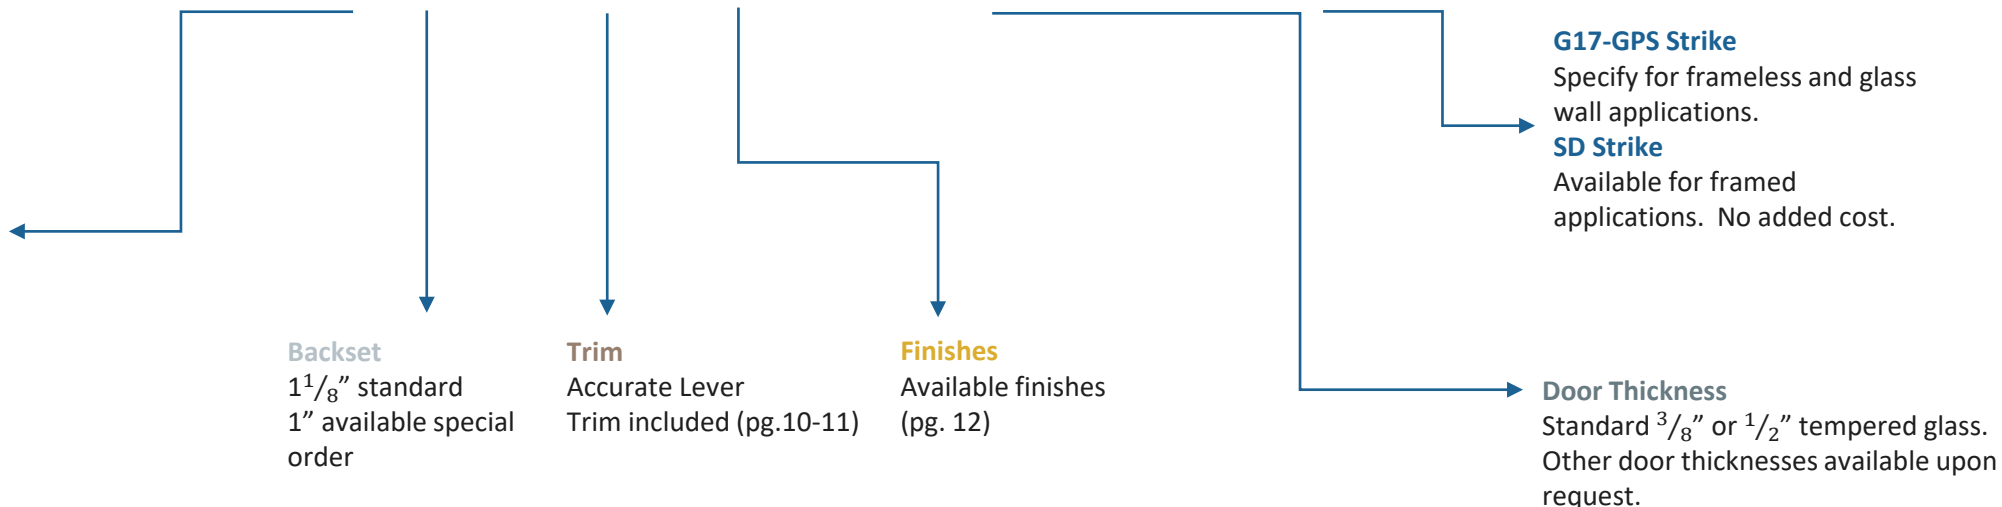 G17-GPS Strike
Specify for frameless and glass
wall applications.
SD Strike
Available for framed
applications.  No added cost.
Backset
1 1/8” standard
1” available special
order
Trim
Accurate Lever
Trim included (pg.10-11)
Finishes
Available finishes
(pg. 12)
Door Thickness
Standard 3/8” or 1/2” tempered glass.
Other door thicknesses available upon
request.